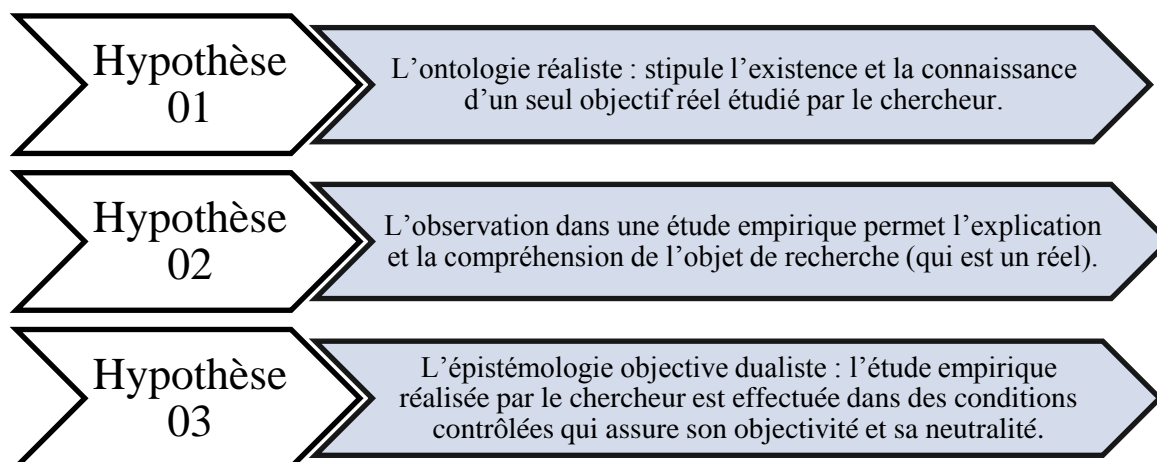 Hypothèse
01
L’ontologie réaliste : stipule l’existence et la connaissance
d’un seul objectif réel étudié par le chercheur.
Hypothèse
02
L’observation dans une étude empirique permet l’explication
et la compréhension de l’objet de recherche (qui est un réel).
Hypothèse
03
L’épistémologie objective dualiste : l’étude empirique
réalisée par le chercheur est effectuée dans des conditions
contrôlées qui assure son objectivité et sa neutralité.